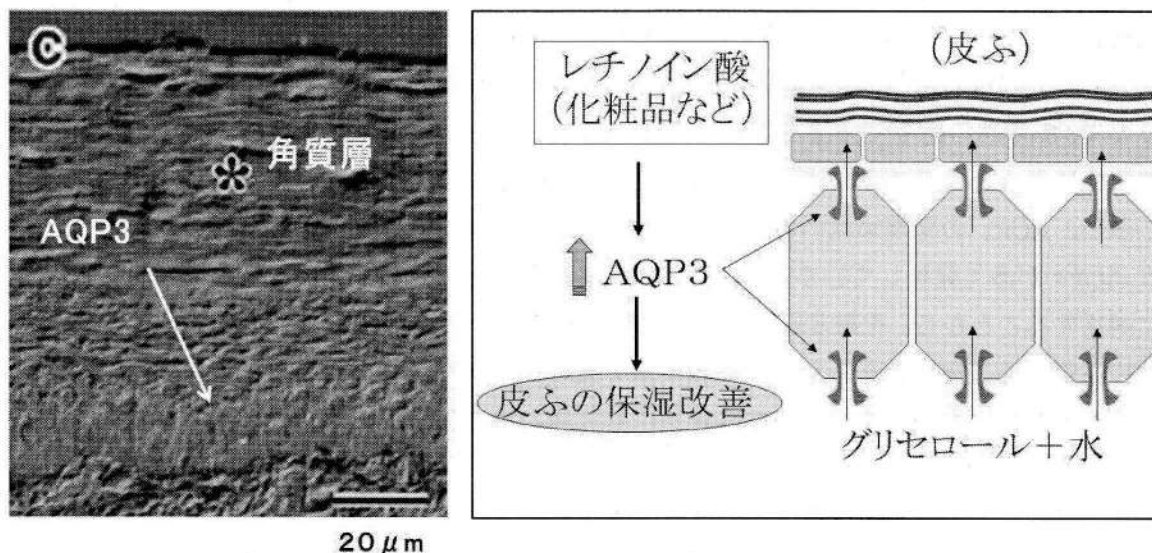 C
角質層
AQP3
20μm
レチノイン酸
(化粧品など)
AQP3
皮ふの保湿改善
(皮ふ)
グリセロール+水